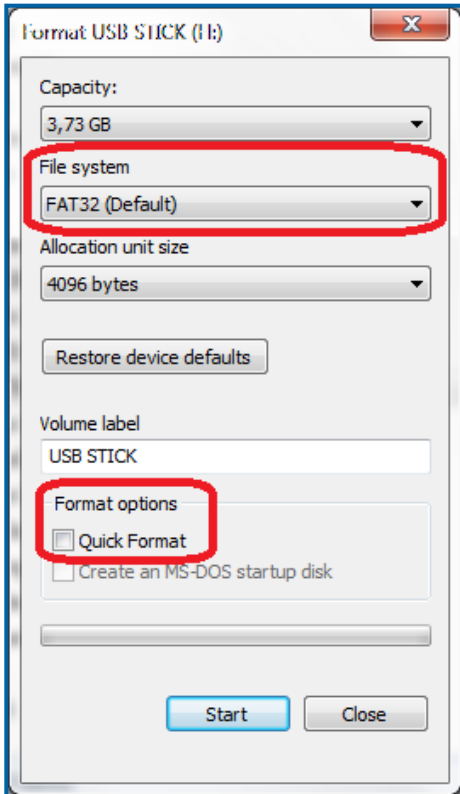 Format USB STICK (H:)
Capacity:
3,73 GB
File system
FAT32 (Default)
Allocation unit size
4096 bytes
Restore device defaults
Volume label
USB STICK
Format options
Quick Format
Create an MS-DOS startup disk
Start
Close